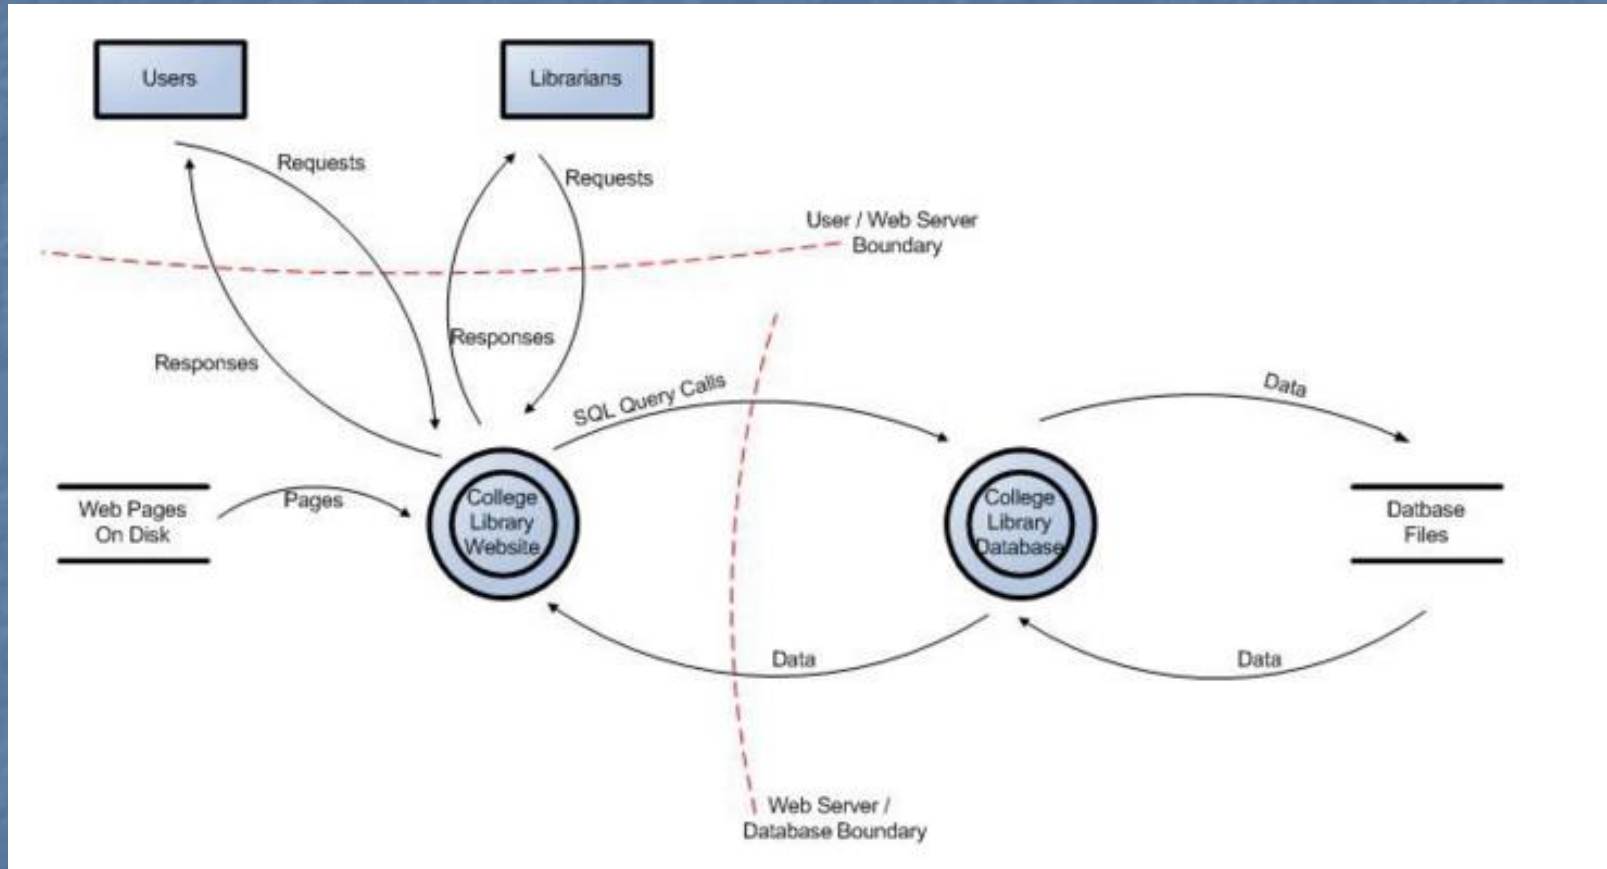 Users
Librarians
Requests
Requests
User / Web Server
Boundary
Responses
Responses
SQL Query Calls
Data
Web Pages
On Disk
Pages
College
Library
Website
College
Library
Database
Datbase
Files
Data
Data
Web Server /
Database Boundary